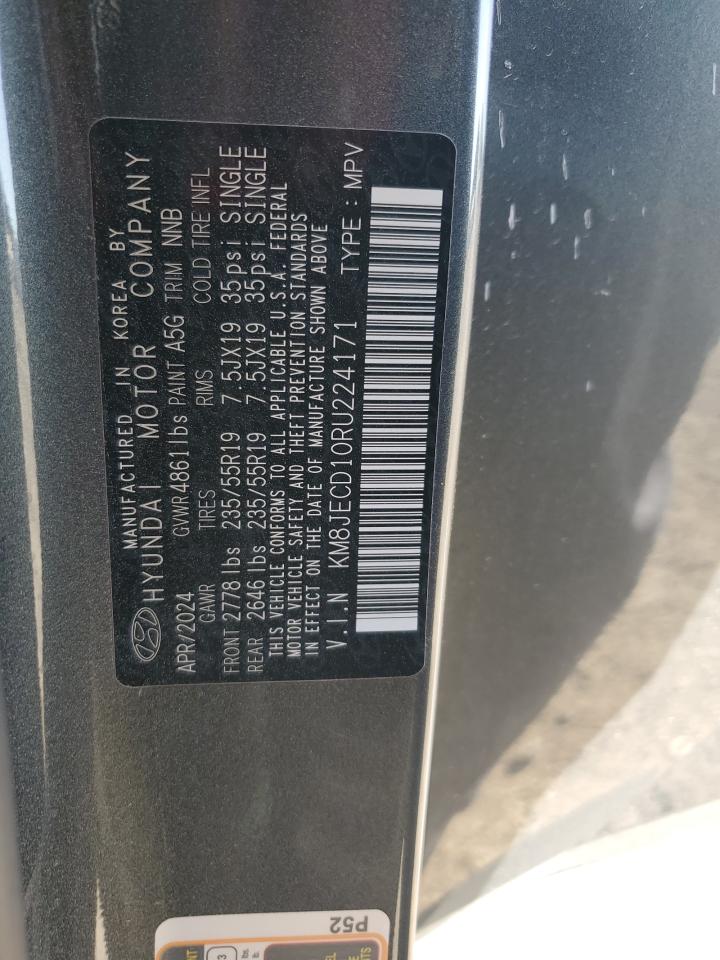 MANUFACTURED IN KOREA BY
HYUNDAI MOTOR COMPANY
APR/2024 GVWR4861lbs PAINT A5G TRIM NNB
GAWR TIRES RIMS COLD TIRE INFL
FRONT 2778 lbs 235/55R19 7.5JX19 35psi SINGLE
REAR 2646 lbs 235/55R19 7.5JX19 35psi SINGLE
THIS VEHICLE CONFORMS TO ALL APPLICABLE U.S.A. FEDERAL
MOTOR VEHICLE SAFETY AND THEFT PREVENTION STANDARDS
IN EFFECT ON THE DATE OF MANUFACTURE SHOWN ABOVE
V.I.N KM8JECD10RU224171 TYPE : MPV
P52